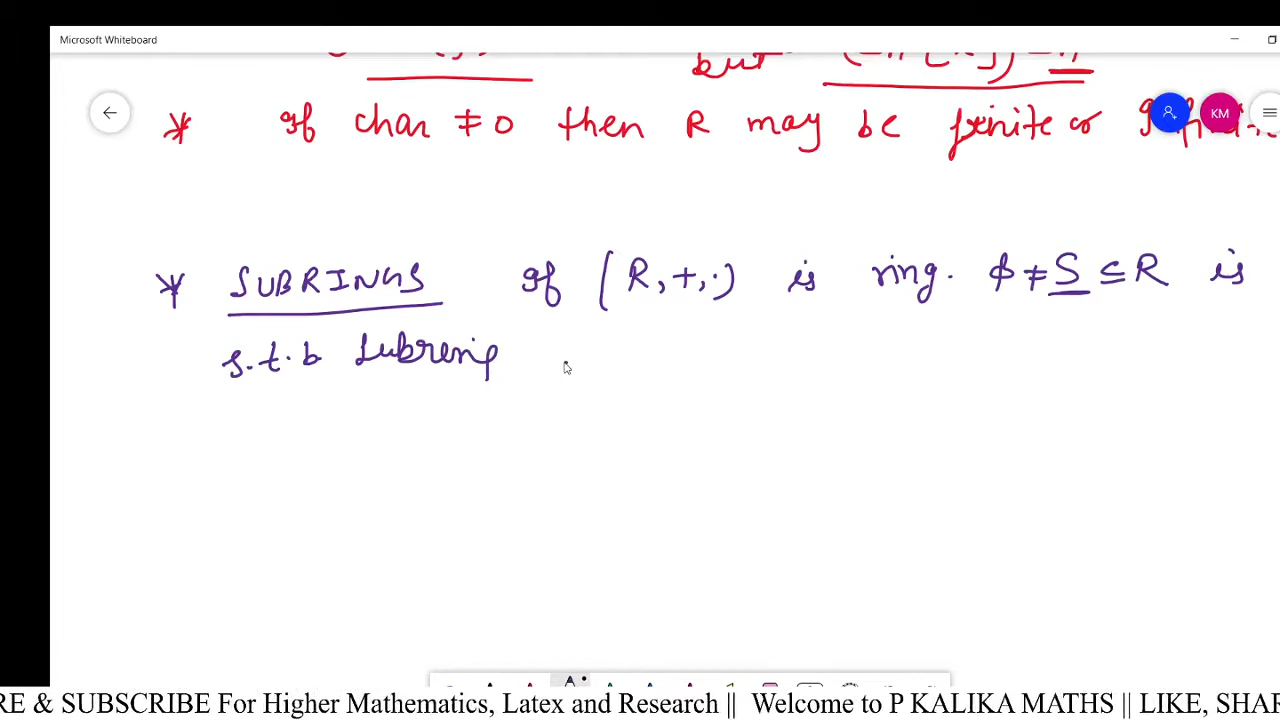 Microsoft Whiteboard
but
* If char ≠ 0 then R may be finite or
KM
* SUBRINGS If (R, +, ·) is ring. φ ≠ S ⊆ R is
s.t.b subring
RE & SUBSCRIBE For Higher Mathematics, Latex and Research || Welcome to P KALIKA MATHS || LIKE, SHAR